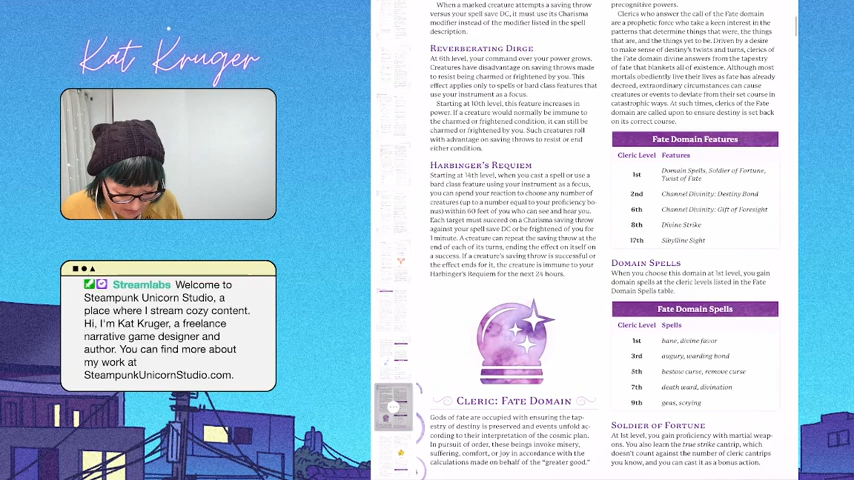 Kat Kruger
Streamlabs Welcome to
Steampunk Unicorn Studio, a
place where I stream cozy content.
Hi, I'm Kat Kruger, a freelance
narrative game designer and
author. You can find more about
my work at
SteampunkUnicornStudio.com.
When a marked creature attempts a saving throw
versus your spell save DC, it must use its Charisma
modifier instead of the modifier listed in the spell
description.
Reverberating Dirge
At 6th level, your command over your power grows.
Creatures have disadvantage on saving throws made
to resist being charmed or frightened by you. This
effect applies only to spells or bard class features that
use your instrument as a focus.
Starting at 10th level, this feature increases in
power. If a creature would normally be immune to
the charmed or frightened condition, it can still be
charmed or frightened by you. Such creatures roll
with advantage on saving throws to resist or end
either condition.
Harbinger's Requiem
Starting at 14th level, when you cast a spell or use a
bard class feature using your instrument as a focus,
you can spend your reaction to choose any number of
creatures (up to a number equal to your proficiency bo-
nus) within 60 feet of you who can see and hear you.
Each target must succeed on a Charisma saving throw
against your spell save DC or be frightened of you for
1 minute. A creature can repeat the saving throw at the
end of each of its turns, ending the effect on itself on
a success. If a creature's saving throw is successful or
the effect ends for it, the creature is immune to your
Harbinger's Requiem for the next 24 hours.
Cleric: Fate Domain
Gods of fate are occupied with ensuring the tap-
estry of destiny is preserved and events unfold ac-
cording to their interpretation of the cosmic plan.
In pursuit of order, these beings invoke misery,
suffering, comfort, or joy in accordance with the
calculations made on behalf of the "greater good."
precognitive powers.
Clerics who answer the call of the Fate domain
are a prophetic force who take a keen interest in the
patterns that determine things that were, the things
that are, and the things yet to be. Driven by a desire
to make sense of destiny's twists and turns, clerics of
the Fate domain divine answers from the tapestry
of fate that blankets all of existence. Although most
mortals obediently live their lives as fate has already
decreed, extraordinary circumstances can cause
creatures or events to deviate from their set course in
catastrophic ways. At such times, clerics of the Fate
domain are called upon to ensure destiny is set back
on its correct course.
Fate Domain Features
Cleric Level Features
1st Domain Spells, Soldier of Fortune,
Twist of Fate
2nd Channel Divinity: Destiny Bond
6th Channel Divinity: Gift of Foresight
8th Divine Strike
17th Sibylline Sight
Domain Spells
When you choose this domain at 1st level, you gain
domain spells at the cleric levels listed in the Fate
Domain Spells table.
Fate Domain Spells
Cleric Level Spells
1st bane, divine favor
3rd augury, warding bond
5th bestow curse, remove curse
7th death ward, divination
9th geas, scrying
Soldier of Fortune
At 1st level, you gain proficiency with martial weap-
ons. You also learn the true strike cantrip, which
doesn't count against the number of cleric cantrips
you know, and you can cast it as a bonus action.